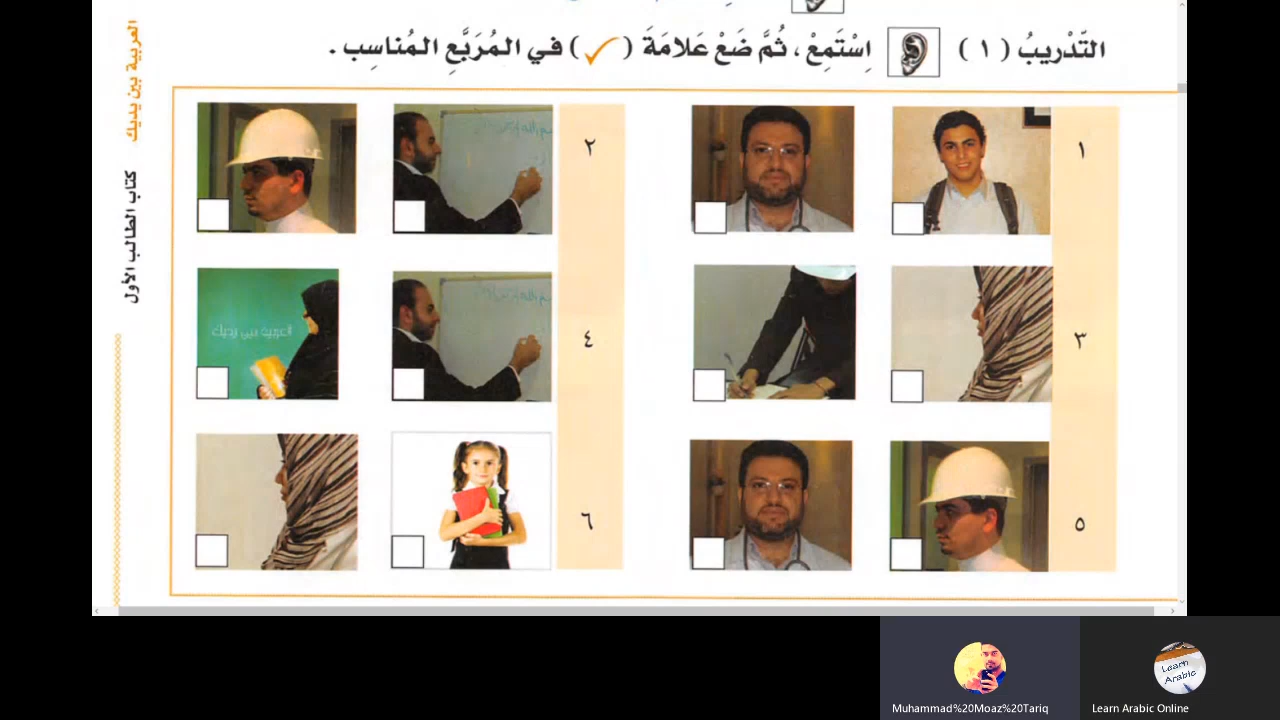 التّدْريبُ ( ١ ) اِسْتَمِعْ ، ثُمَّ ضَعْ عَلامَةَ ( ✓ ) في المُرَبَّعِ المُناسِبِ .
العربية بين يديك
كتاب الطالب الأول
١
٢
٣
٤
العربية بين يديك
٥
٦
Muhammad%20Moaz%20Tariq
Learn Arabic
Learn Arabic Online